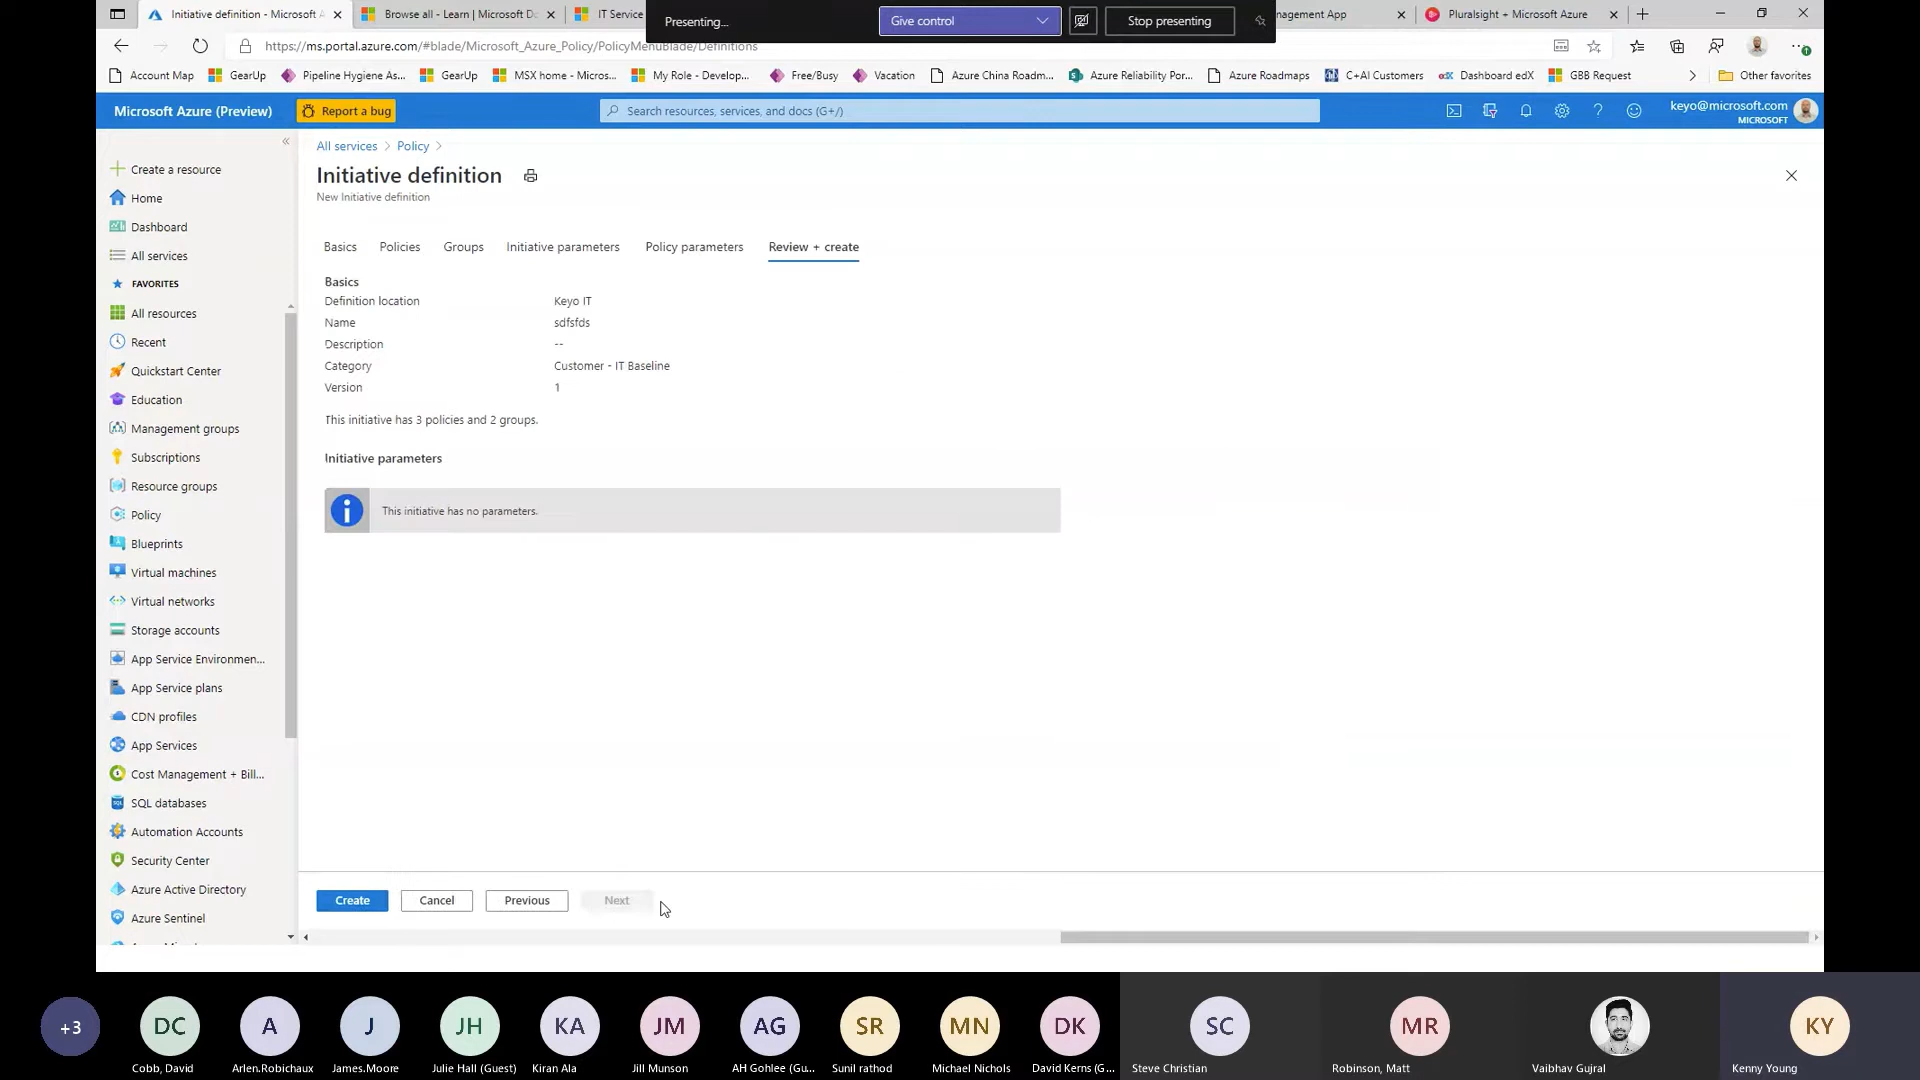 Initiative definition - Microsoft A
Browse all - Learn | Microsoft Do
IT Service
Presenting...
Give control
Stop presenting
nagement App
Pluralsight + Microsoft Azure
https://ms.portal.azure.com/#blade/Microsoft_Azure_Policy/PolicyMenuBlade/Definitions
Account Map
GearUp
Pipeline Hygiene As...
GearUp
MSX home - Micros...
My Role - Develop...
Free/Busy
Vacation
Azure China Roadm...
Azure Reliability Por...
Azure Roadmaps
C+AI Customers
Dashboard edX
GBB Request
Other favorites
Microsoft Azure (Preview)
Report a bug
Search resources, services, and docs (G+/)
keyo@microsoft.com
MICROSOFT
Create a resource
Home
Dashboard
All services
FAVORITES
All resources
Recent
Quickstart Center
Education
Management groups
Subscriptions
Resource groups
Policy
Blueprints
Virtual machines
Virtual networks
Storage accounts
App Service Environmen...
App Service plans
CDN profiles
App Services
Cost Management + Bill...
SQL databases
Automation Accounts
Security Center
Azure Active Directory
Azure Sentinel
All services > Policy >
Initiative definition
New Initiative definition
Basics
Policies
Groups
Initiative parameters
Policy parameters
Review + create
Basics
Definition location Keyo IT
Name sdfsfds
Description --
Category Customer - IT Baseline
Version 1
This initiative has 3 policies and 2 groups.
Initiative parameters
This initiative has no parameters.
Create
Cancel
Previous
Next
+3
DC
A
J
JH
KA
JM
AG
SR
MN
DK
SC
MR
KY
Cobb, David
Arlen.Robichaux
James.Moore
Julie Hall (Guest)
Kiran Ala
Jill Munson
AH Gohlee (Gu...
Sunil rathod
Michael Nichols
David Kerns (G...
Steve Christian
Robinson, Matt
Vaibhav Gujral
Kenny Young